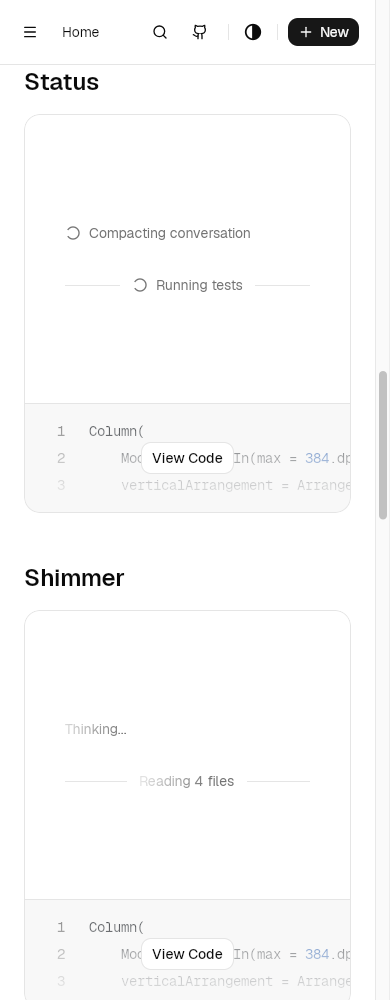 Home
New
Status
Compacting conversation
Running tests
1 Column(
2 Mod View Code In(max = 384.dp
3 verticalArrangement = Arrange
Shimmer
Thinking...
Reading 4 files
1 Column(
2 Mod View Code In(max = 384.dp
3 verticalArrangement = Arrange